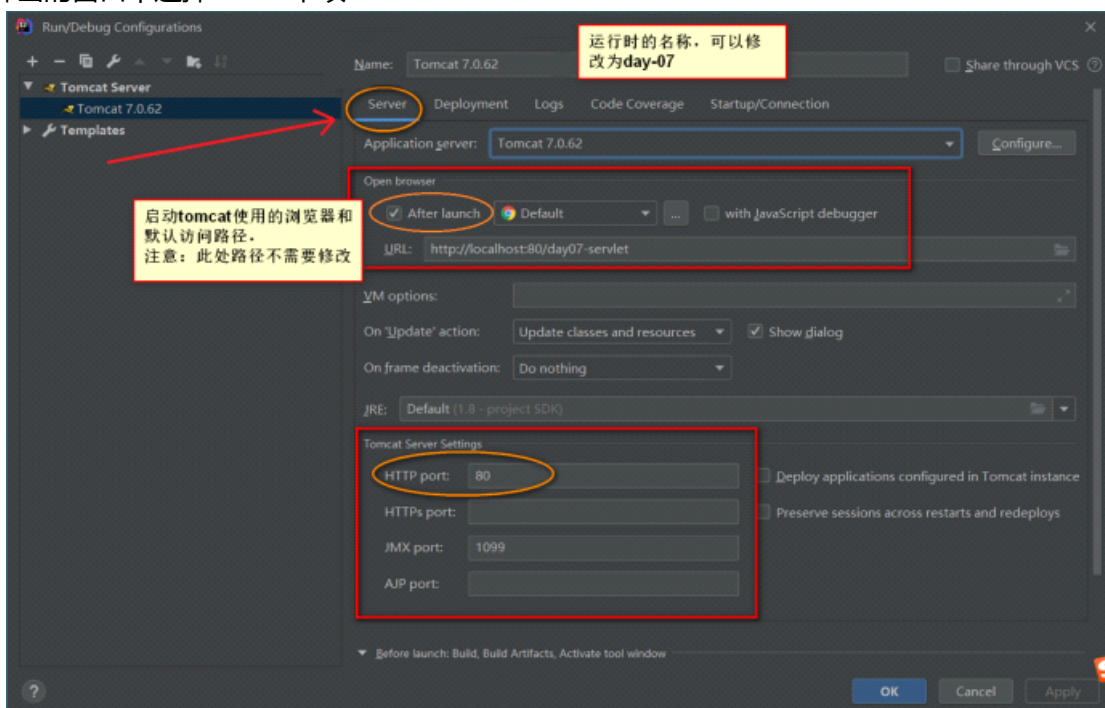 Run/Debug Configurations
运行时的名称，可以修
改为day-07
Name: Tomcat 7.0.62
Share through VCS
Tomcat Server
Tomcat 7.0.62
Templates
Server Deployment Logs Code Coverage Startup/Connection
Application server: Tomcat 7.0.62 Configure...
Open browser
After launch Default ... with JavaScript debugger
URL: http://localhost:80/day07-servlet
启动tomcat使用的浏览器和
默认访问路径.
注意：此处路径不需要修改
VM options:
On 'Update' action: Update classes and resources Show dialog
On frame deactivation: Do nothing
JRE: Default (1.8 - project SDK)
Tomcat Server Settings
HTTP port: 80 Deploy applications configured in Tomcat instance
HTTPs port: Preserve sessions across restarts and redeploys
JMX port: 1099
AJP port:
Before launch: Build, Build Artifacts, Activate tool window
? OK Cancel Apply